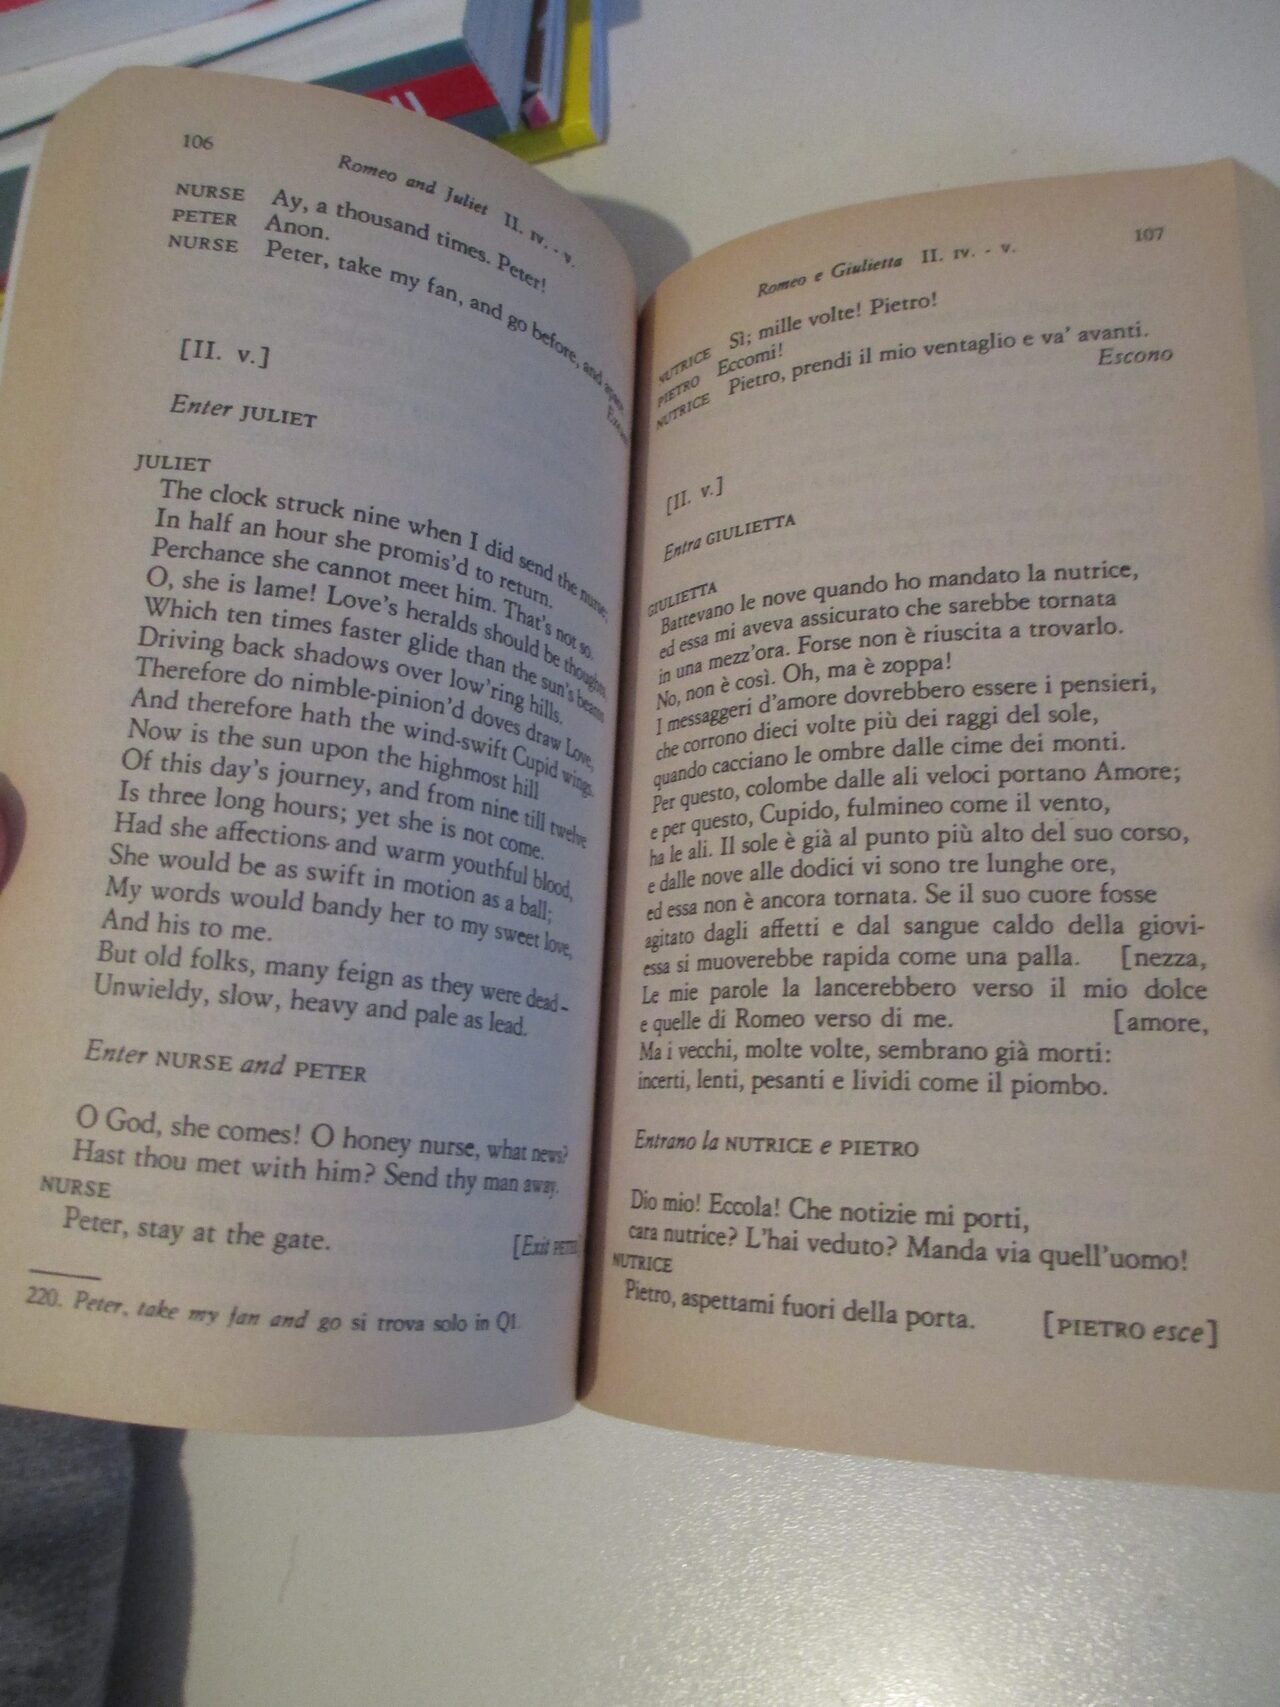 106
Romeo and Juliet II. IV. - V.
NURSE Ay, a thousand times. Peter!
PETER Anon.
NURSE Peter, take my fan, and go before, and apace.
[II. v.]
Enter JULIET
JULIET
The clock struck nine when I did send the nurse;
In half an hour she promis'd to return.
Perchance she cannot meet him. That's not so.
O, she is lame! Love's heralds should be thoughts,
Which ten times faster glide than the sun's beams
Driving back shadows over low'ring hills.
Therefore do nimble-pinion'd doves draw Love,
And therefore hath the wind-swift Cupid wings.
Now is the sun upon the highmost hill
Of this day's journey, and from nine till twelve
Is three long hours; yet she is not come.
Had she affections and warm youthful blood,
She would be as swift in motion as a ball;
My words would bandy her to my sweet love,
And his to me.
But old folks, many feign as they were dead –
Unwieldy, slow, heavy and pale as lead.
Enter NURSE and PETER
O God, she comes! O honey nurse, what news?
Hast thou met with him? Send thy man away.
NURSE
Peter, stay at the gate. [Exit PETER]
220. Peter, take my fan and go si trova solo in Q1.
107
Romeo e Giulietta II. IV. - V.
NUTRICE Sì; mille volte! Pietro!
PIETRO Eccomi!
NUTRICE Pietro, prendi il mio ventaglio e va' avanti.
Escono
[II. v.]
Entra GIULIETTA
GIULIETTA
Battevano le nove quando ho mandato la nutrice,
ed essa mi aveva assicurato che sarebbe tornata
in una mezz'ora. Forse non è riuscita a trovarlo.
No, non è così. Oh, ma è zoppa!
I messaggeri d'amore dovrebbero essere i pensieri,
che corrono dieci volte più dei raggi del sole,
quando cacciano le ombre dalle cime dei monti.
Per questo, colombe dalle ali veloci portano Amore;
e per questo, Cupido, fulmineo come il vento,
ha le ali. Il sole è già al punto più alto del suo corso,
e dalle nove alle dodici vi sono tre lunghe ore,
ed essa non è ancora tornata. Se il suo cuore fosse
agitato dagli affetti e dal sangue caldo della giovi-
essa si muoverebbe rapida come una palla. [nezza,
Le mie parole la lancerebbero verso il mio dolce
e quelle di Romeo verso di me. [amore,
Ma i vecchi, molte volte, sembrano già morti:
incerti, lenti, pesanti e lividi come il piombo.
Entrano la NUTRICE e PIETRO
Dio mio! Eccola! Che notizie mi porti,
cara nutrice? L'hai veduto? Manda via quell'uomo!
NUTRICE
Pietro, aspettami fuori della porta. [PIETRO esce]